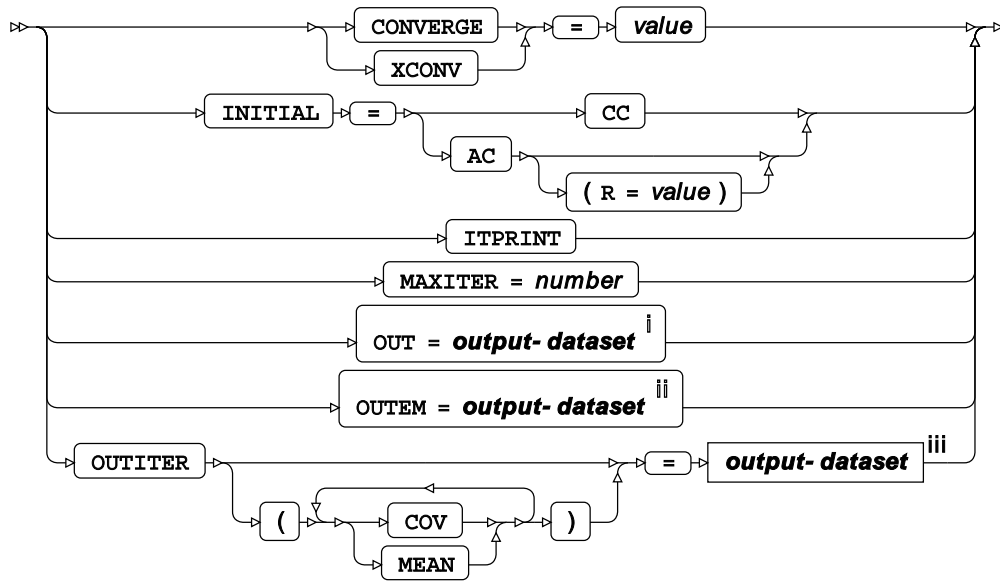 CONVERGE = value
XCONV
INITIAL = CC
AC
( R = value )
ITPRINT
MAXITER = number
OUT = output- dataset i
OUTEM = output- dataset ii
OUTITER = output- dataset iii
( COV )
MEAN